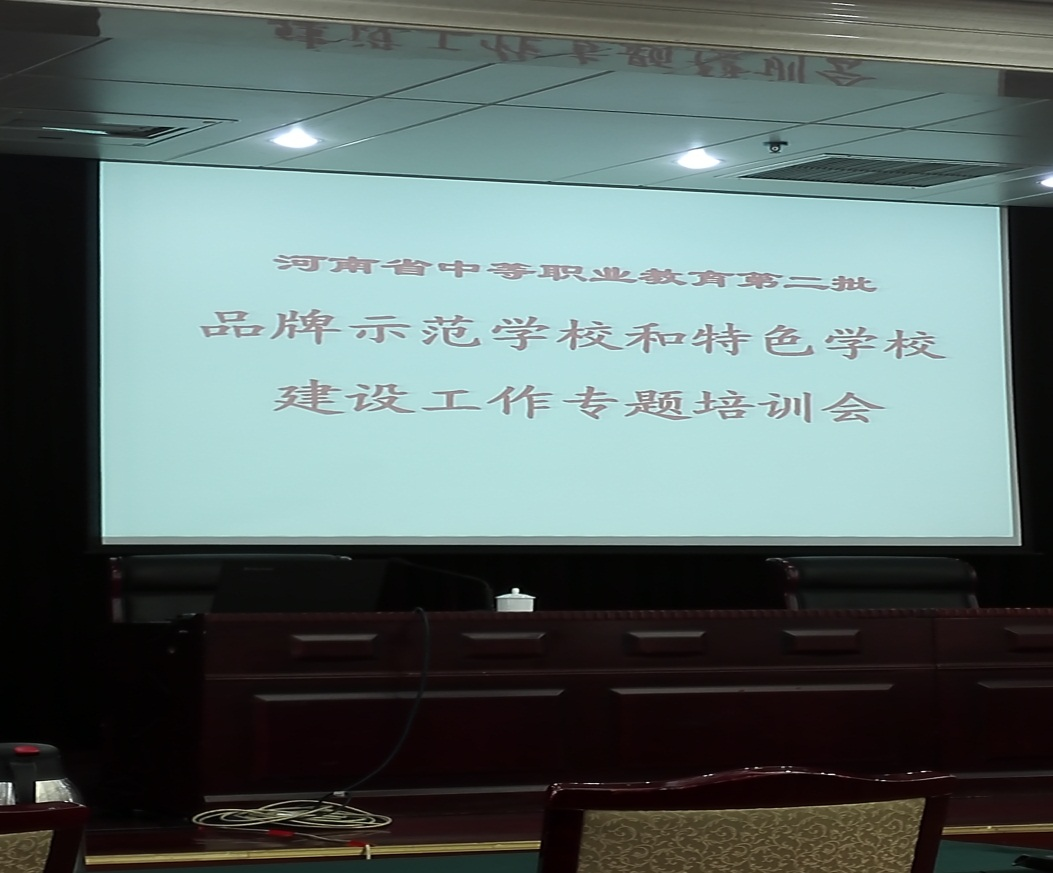 河南省中等职业教育第二批
品牌示范学校和特色学校
建设工作专题培训会